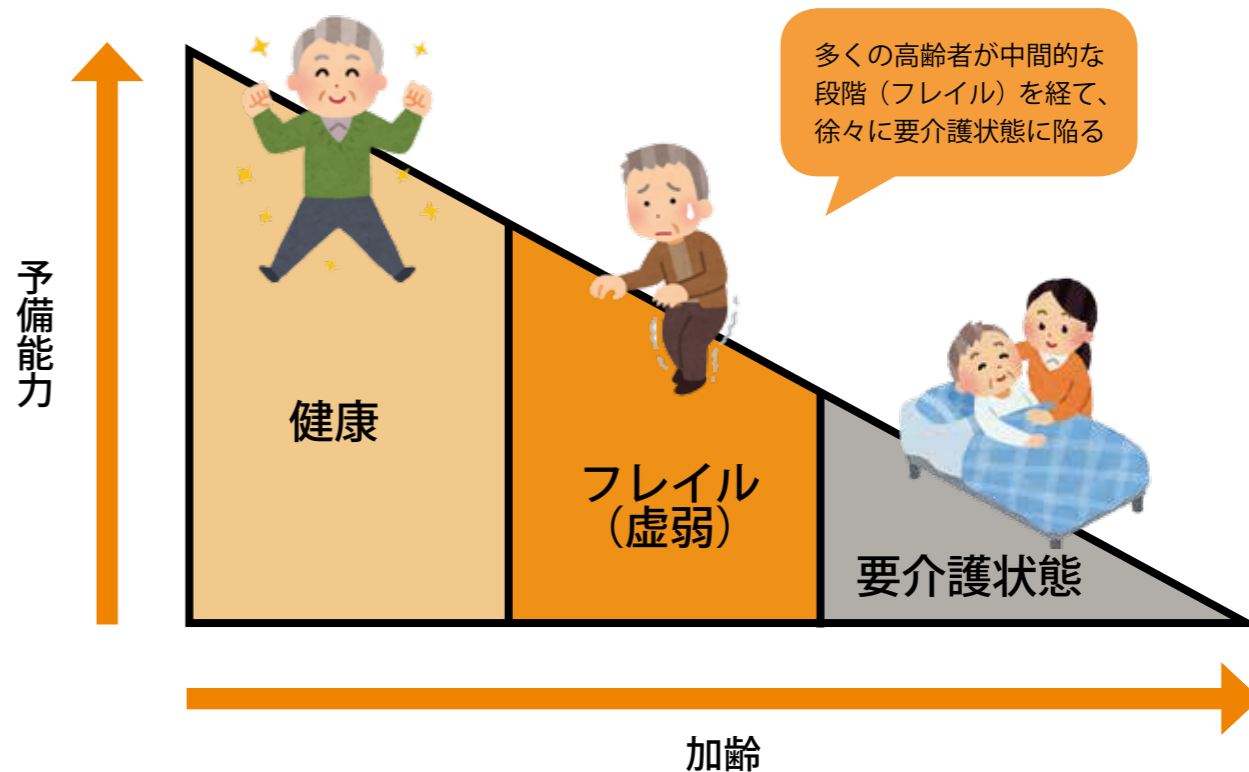 多くの高齢者が中間的な
段階（フレイル）を経て、
徐々に要介護状態に陥る
予備能力
健康
フレイル
（虚弱）
要介護状態
加齢